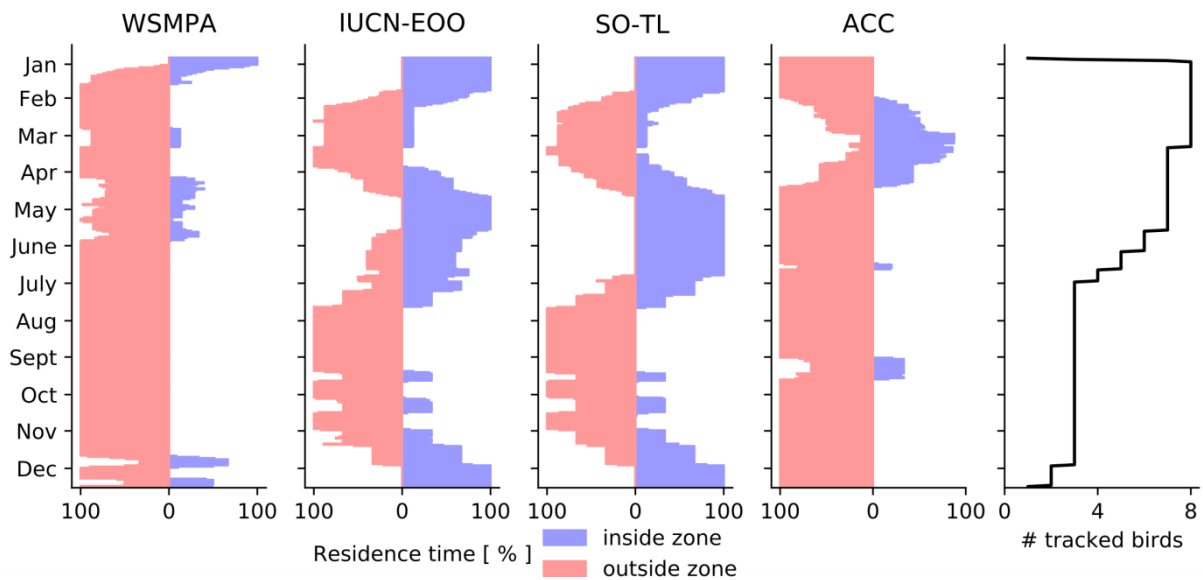 WSMPA IUCN-EOO SO-TL ACC
Jan
Feb
Mar
Apr
May
June
July
Aug
Sept
Oct
Nov
Dec
100 0 100 100 0 100 100 0 100 100 0 100 0 4 8
Residence time [ % ]
inside zone
outside zone
# tracked birds